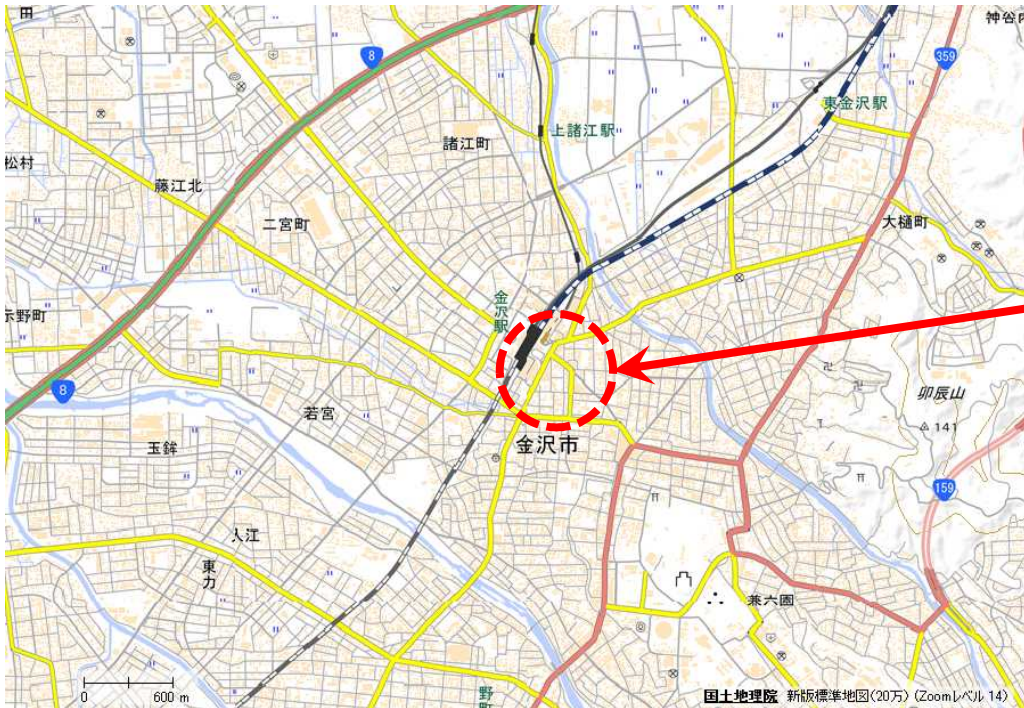 田
神谷内
8
359
東金沢駅
上諸江駅
諸江町
松村
藤江北
二宮町
大樋町
金沢駅
示野町
8
若宮
卯辰山
141
金沢市
玉鉾
159
入江
東力
兼六園
0
600 m
野町
国土地理院 新版標準地図(20万) (Zoomレベル 14)